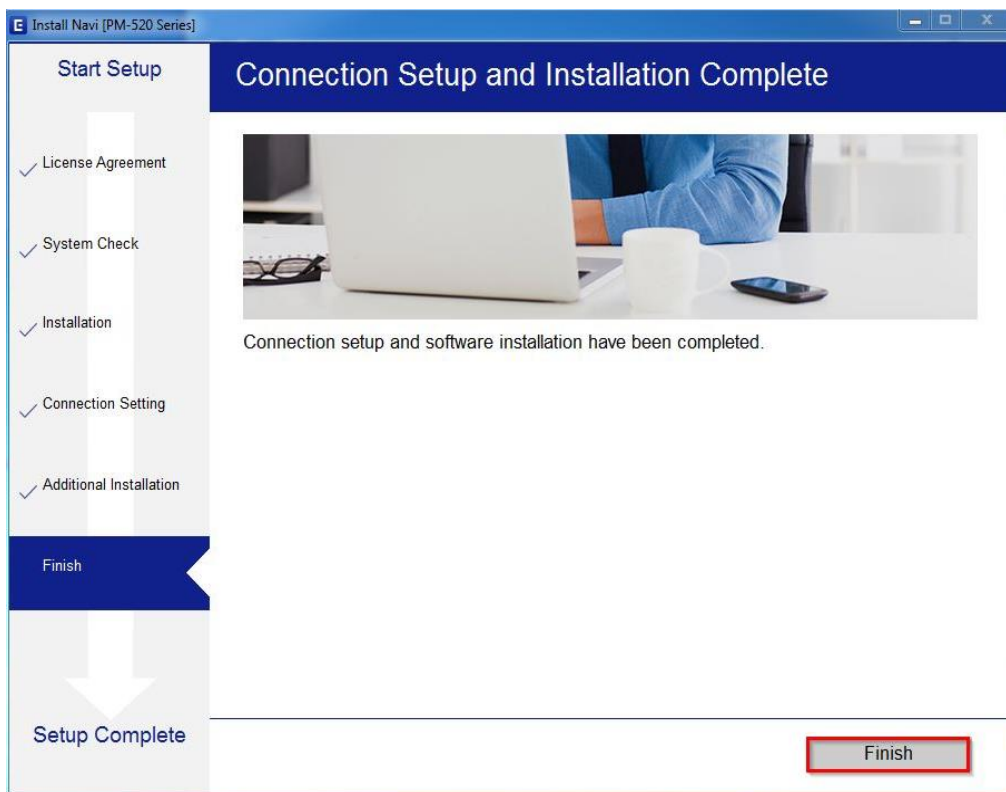 E Install Navi [PM-520 Series]
Start Setup
License Agreement
System Check
Installation
Connection Setting
Additional Installation
Finish
Setup Complete
Connection Setup and Installation Complete
Connection setup and software installation have been completed.
Finish